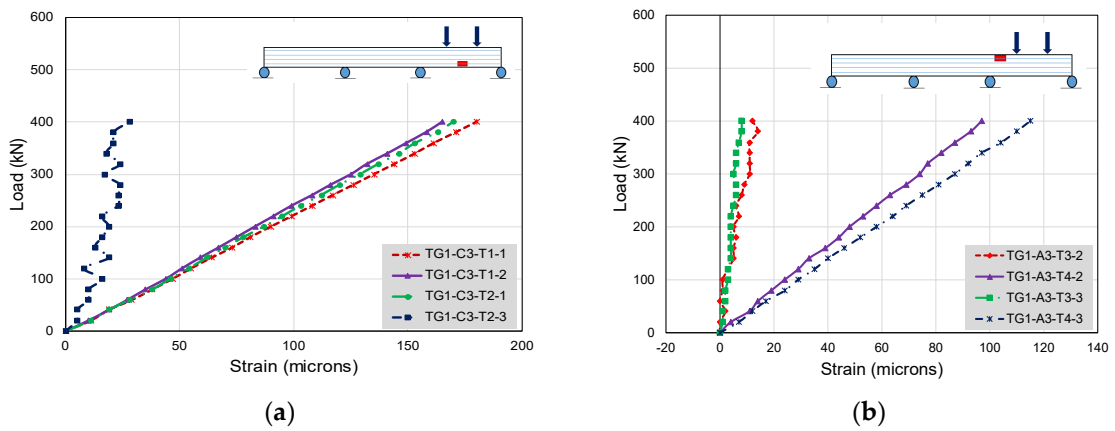 600
500
400
300
200
100
0
Load (kN)
0 50 100 150 200
Strain (microns)
TG1-C3-T1-1
TG1-C3-T1-2
TG1-C3-T2-1
TG1-C3-T2-3
(a)
600
500
400
300
200
100
0
Load (kN)
-20 0 20 40 60 80 100 120 140
Strain (microns)
TG1-A3-T3-2
TG1-A3-T4-2
TG1-A3-T3-3
TG1-A3-T4-3
(b)